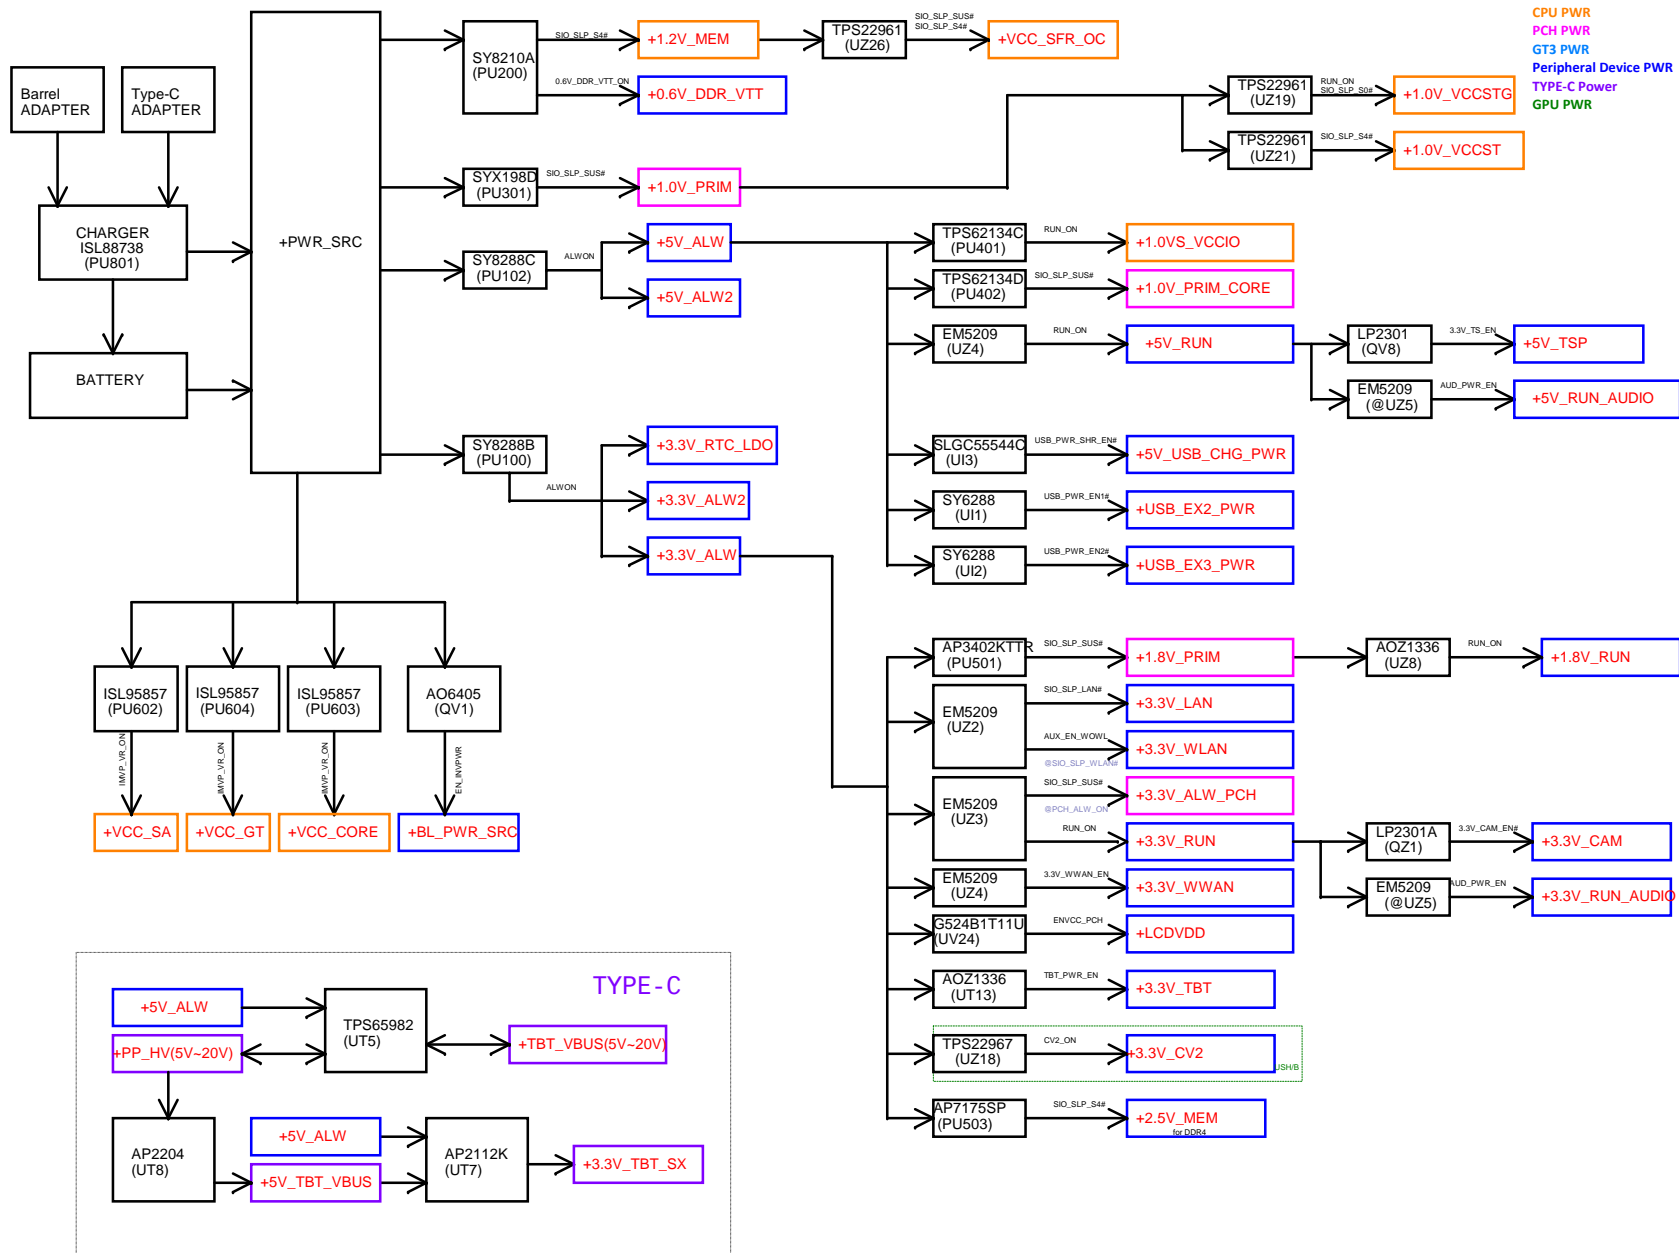 CPU PWR
PCH PWR
GT3 PWR
Peripheral Device PWR
TYPE-C Power
GPU PWR
Barrel
ADAPTER
Type-C
ADAPTER
CHARGER
ISL88738
(PU801)
BATTERY
+PWR_SRC
SY8210A
(PU200)
SIO_SLP_S4#
+1.2V_MEM
TPS22961
(UZ26)
SIO_SLP_SUS#
SIO_SLP_S4#
+VCC_SFR_OC
0.6V_DDR_VTT_ON
+0.6V_DDR_VTT
TPS22961
(UZ19)
RUN_ON
SIO_SLP_S0#
+1.0V_VCCSTG
TPS22961
(UZ21)
SIO_SLP_S4#
+1.0V_VCCST
SYX198D
(PU301)
SIO_SLP_SUS#
+1.0V_PRIM
SY8288C
(PU102)
ALWON
+5V_ALW
+5V_ALW2
TPS62134C
(PU401)
RUN_ON
+1.0VS_VCCIO
TPS62134D
(PU402)
SIO_SLP_SUS#
+1.0V_PRIM_CORE
EM5209
(UZ4)
RUN_ON
+5V_RUN
LP2301
(QV8)
3.3V_TS_EN
+5V_TSP
EM5209
(@UZ5)
AUD_PWR_EN
+5V_RUN_AUDIO
SLGC55544C
(UI3)
USB_PWR_SHR_EN#
+5V_USB_CHG_PWR
SY6288
(UI1)
USB_PWR_EN1#
+USB_EX2_PWR
SY6288
(UI2)
USB_PWR_EN2#
+USB_EX3_PWR
SY8288B
(PU100)
ALWON
+3.3V_RTC_LDO
+3.3V_ALW2
+3.3V_ALW
AP3402KTTR
(PU501)
SIO_SLP_SUS#
+1.8V_PRIM
AOZ1336
(UZ8)
RUN_ON
+1.8V_RUN
EM5209
(UZ2)
SIO_SLP_LAN#
+3.3V_LAN
AUX_EN_WOWL
@SIO_SLP_WLAN#
+3.3V_WLAN
EM5209
(UZ3)
SIO_SLP_SUS#
@PCH_ALW_ON
+3.3V_ALW_PCH
RUN_ON
+3.3V_RUN
LP2301A
(QZ1)
3.3V_CAM_EN#
+3.3V_CAM
EM5209
(@UZ5)
AUD_PWR_EN
+3.3V_RUN_AUDIO
EM5209
(UZ4)
3.3V_WWAN_EN
+3.3V_WWAN
G524B1T11U
(UV24)
ENVCC_PCH
+LCDVDD
AOZ1336
(UT13)
TBT_PWR_EN
+3.3V_TBT
TPS22967
(UZ18)
CV2_ON
+3.3V_CV2
USH/B
AP7175SP
(PU503)
SIO_SLP_S4#
+2.5V_MEM
for DDR4
ISL95857
(PU602)
IMVP_VR_ON
+VCC_SA
ISL95857
(PU604)
IMVP_VR_ON
+VCC_GT
ISL95857
(PU603)
IMVP_VR_ON
+VCC_CORE
AO6405
(QV1)
EN_INVPWR
+BL_PWR_SRC
TYPE-C
+5V_ALW
+PP_HV(5V~20V)
TPS65982
(UT5)
+TBT_VBUS(5V~20V)
AP2204
(UT8)
+5V_ALW
+5V_TBT_VBUS
AP2112K
(UT7)
+3.3V_TBT_SX